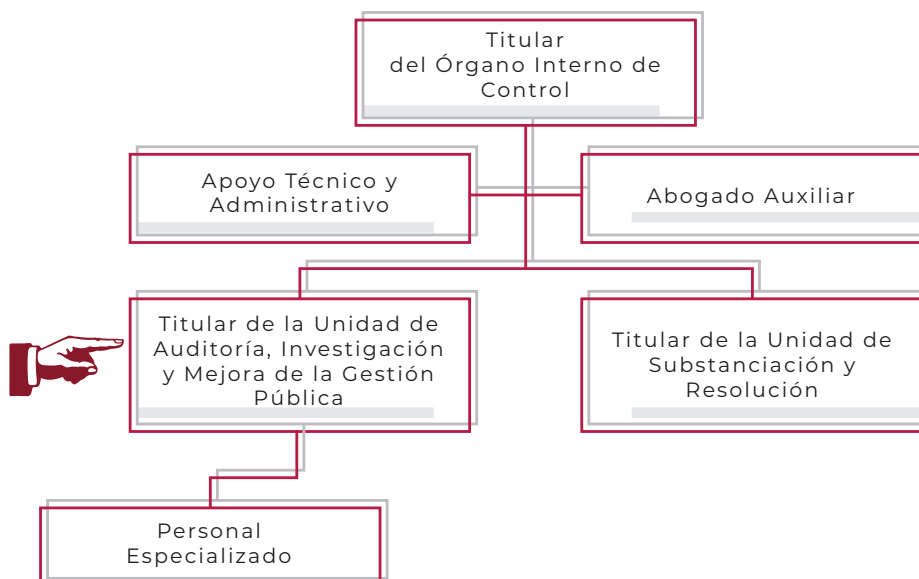 Titular
del Órgano Interno de
Control
Apoyo Técnico y
Administrativo
Abogado Auxiliar
Titular de la Unidad de
Auditoría, Investigación
y Mejora de la Gestión
Pública
Titular de la Unidad de
Substanciación y
Resolución
Personal
Especializado